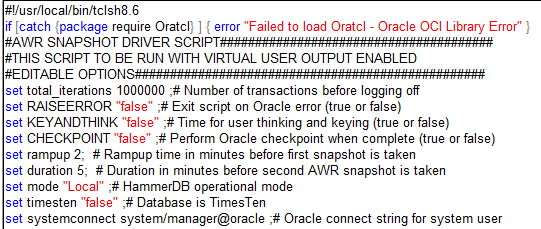 #!/usr/local/bin/tclsh8.6
if [catch {package require Oratcl} ] { error "Failed to load Oratcl - Oracle OCI Library Error" }
#AWR SNAPSHOT DRIVER SCRIPT#######################################
#THIS SCRIPT TO BE RUN WITH VIRTUAL USER OUTPUT ENABLED
#EDITABLE OPTIONS##################################################
set total_iterations 1000000 ;# Number of transactions before logging off
set RAISEERROR "false" ;# Exit script on Oracle error (true or false)
set KEYANDTHINK "false" ;# Time for user thinking and keying (true or false)
set CHECKPOINT "false" ;# Perform Oracle checkpoint when complete (true or false)
set rampup 2;  # Rampup time in minutes before first snapshot is taken
set duration 5;  # Duration in minutes before second AWR snapshot is taken
set mode "Local" ;# HammerDB operational mode
set timesten "false" ;# Database is TimesTen
set systemconnect system/manager@oracle ;# Oracle connect string for system user